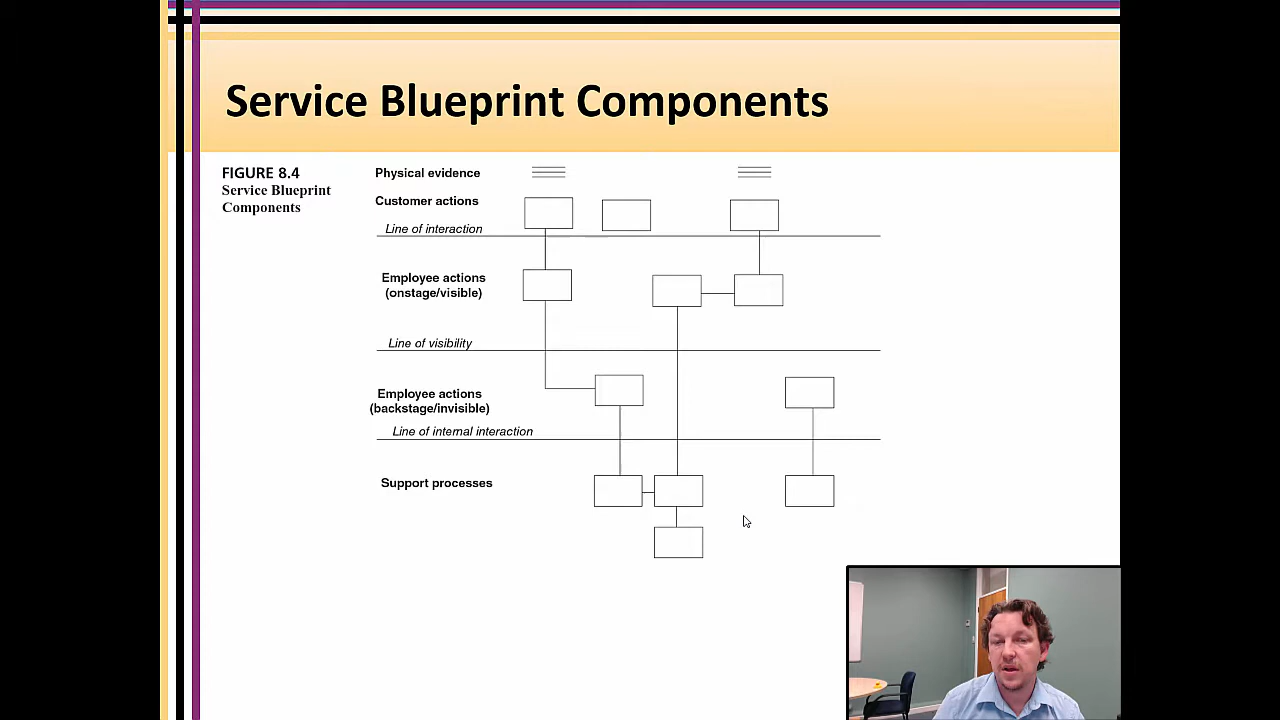 Service Blueprint Components
FIGURE 8.4
Service Blueprint
Components
Physical evidence
Customer actions
Line of interaction
Employee actions
(onstage/visible)
Line of visibility
Employee actions
(backstage/invisible)
Line of internal interaction
Support processes